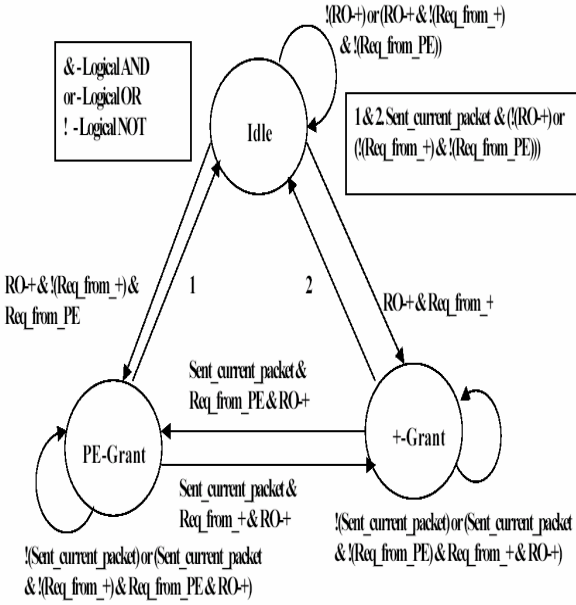 !(RO-+) or (RO-+ & !(Req_from_+)
& !(Req_from_PE))
& - Logical AND
or - Logical OR
! - Logical NOT
Idle
1 & 2. Sent_current_packet & (!(RO-+) or
(!(Req_from_+) & !(Req_from_PE)))
RO-+ & !(Req_from_+) &
Req_from_PE
1
2
RO-+ & Req_from_+
Sent_current_packet &
Req_from_PE & RO-+
PE-Grant
+-Grant
Sent_current_packet &
Req_from_+ & RO-+
!(Sent_current_packet) or (Sent_current_packet
& !(Req_from_PE) & Req_from_+ & RO-+)
!(Sent_current_packet) or (Sent_current_packet
& !(Req_from_+) & Req_from_PE & RO-+)